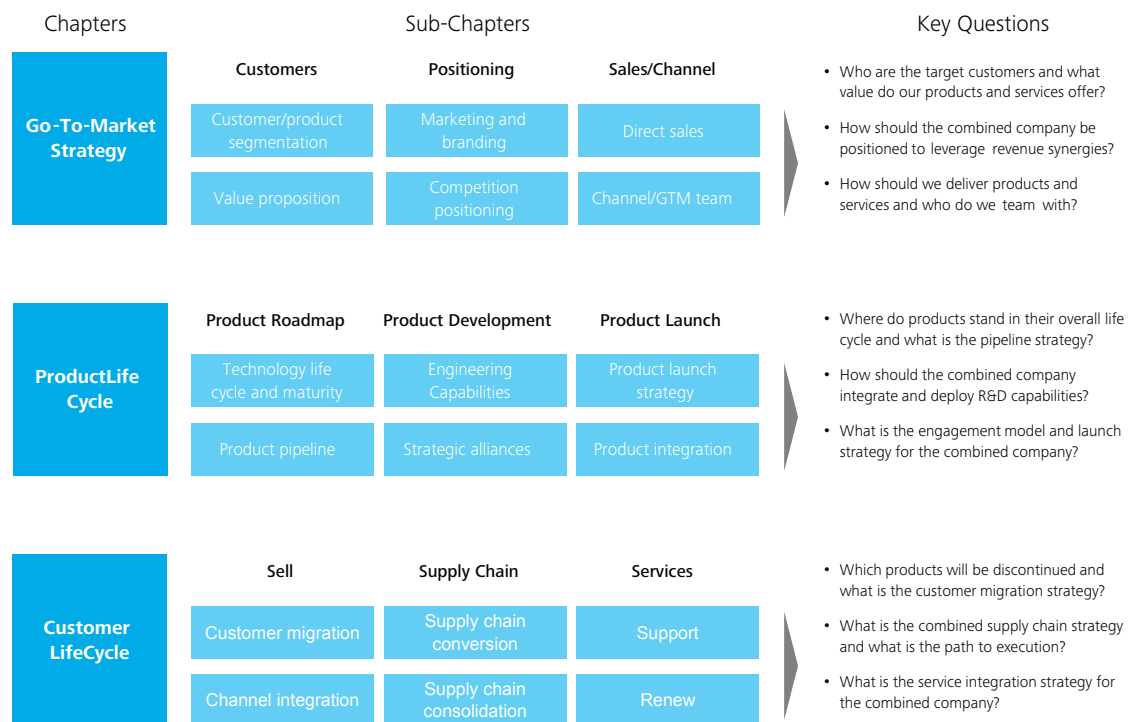 Chapters
Sub-Chapters
Key Questions
Go-To-Market
Strategy
Customers
Positioning
Sales/Channel
Customer/product
segmentation
Marketing and
branding
Direct sales
Value proposition
Competition
positioning
Channel/GTM team
• Who are the target customers and what
value do our products and services offer?
• How should the combined company be
positioned to leverage revenue synergies?
• How should we deliver products and
services and who do we team with?
ProductLife
Cycle
Product Roadmap
Product Development
Product Launch
Technology life
cycle and maturity
Engineering
Capabilities
Product launch
strategy
Product pipeline
Strategic alliances
Product integration
• Where do products stand in their overall life
cycle and what is the pipeline strategy?
• How should the combined company
integrate and deploy R&D capabilities?
• What is the engagement model and launch
strategy for the combined company?
Customer
LifeCycle
Sell
Supply Chain
Services
Customer migration
Supply chain
conversion
Support
Channel integration
Supply chain
consolidation
Renew
• Which products will be discontinued and
what is the customer migration strategy?
• What is the combined supply chain strategy
and what is the path to execution?
• What is the service integration strategy for
the combined company?